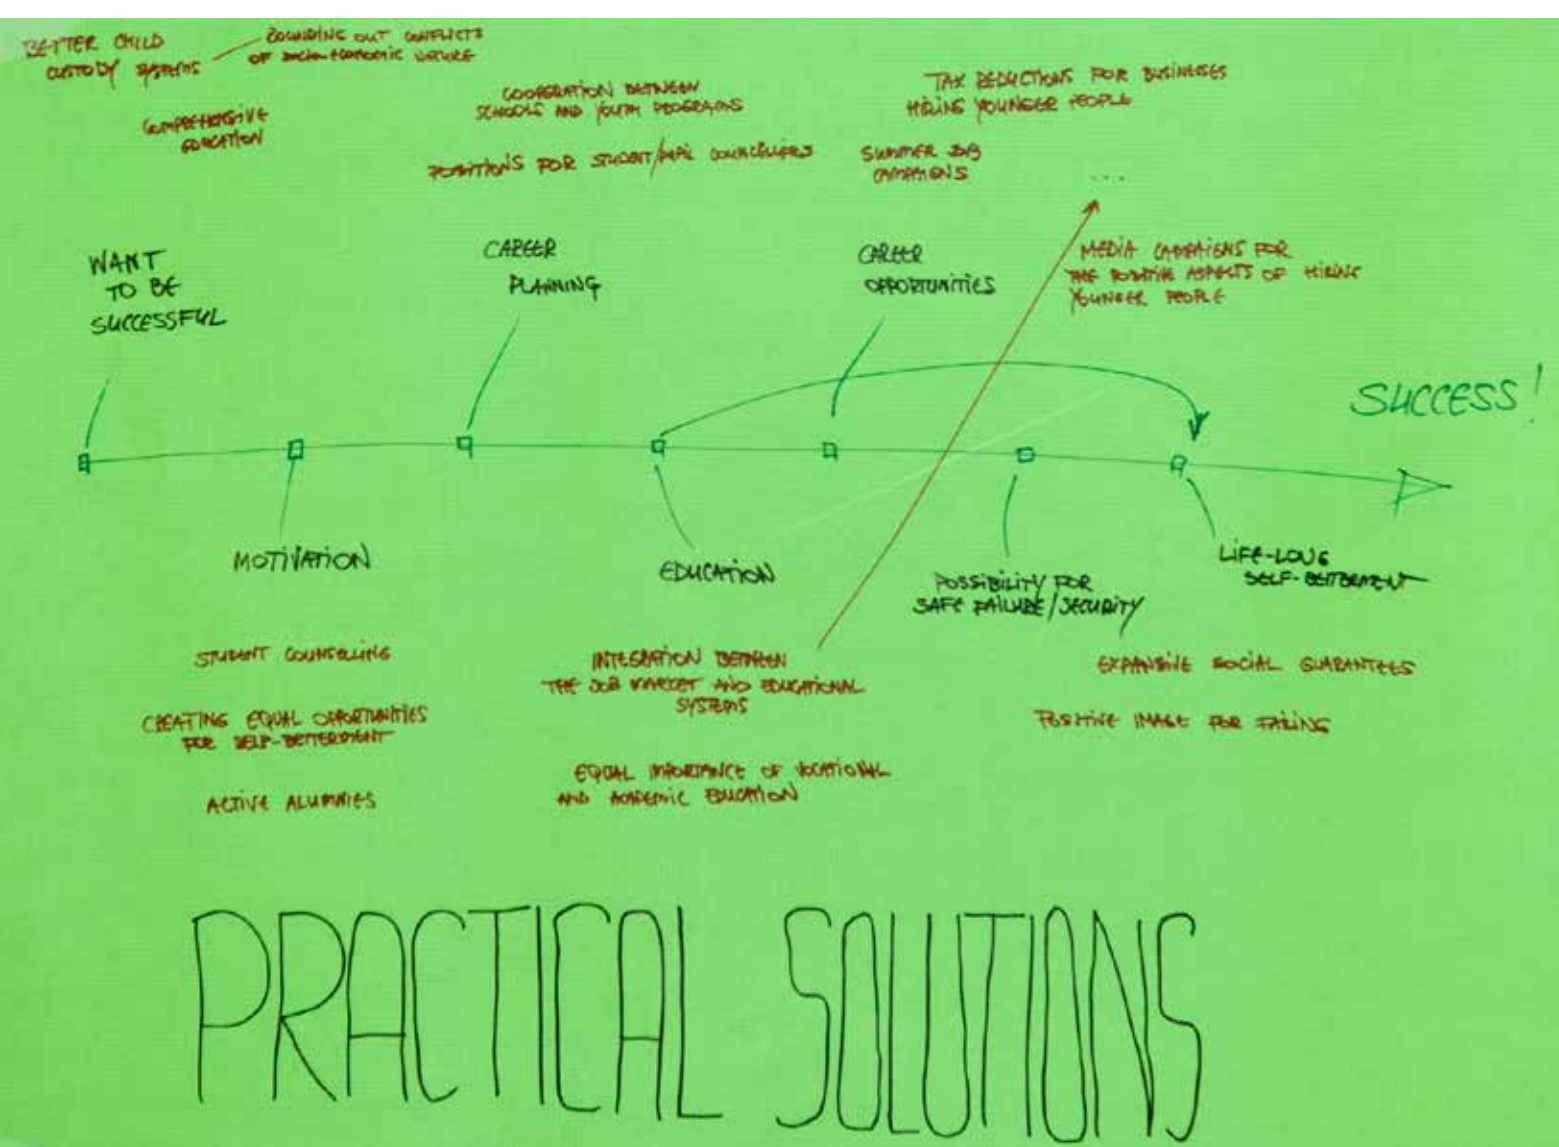 BETTER CHILD
CUSTODY SYSTEMS
ROUNDING OUT CONFLICTS
OF SOCIO-ECONOMIC NATURE
COMPREHENSIVE
EDUCATION
COOPERATION BETWEEN
SCHOOLS AND YOUTH PROGRAMS
POSITIONS FOR STUDENT/PUPIL COUNCELLERS
TAX REDUCTIONS FOR BUSINESSES
HIRING YOUNGER PEOPLE
SUMMER JOB
CAMPAIGNS
...
WANT
TO BE
SUCCESSFUL
CAREER
PLANNING
CAREER
OPPORTUNITIES
MEDIA CAMPAIGNS FOR
THE POSITIVE ASPECTS OF HIRING
YOUNGER PEOPLE
SUCCESS!
MOTIVATION
EDUCATION
POSSIBILITY FOR
SAFE FAILURE/SECURITY
LIFE-LONG
SELF-BETTERMENT
STUDENT COUNSELLING
CREATING EQUAL OPPORTUNITIES
FOR SELF-BETTERMENT
ACTIVE ALUMNIES
INTEGRATION BETWEEN
THE JOB MARKET AND EDUCATIONAL
SYSTEMS
EQUAL IMPORTANCE OF VOCATIONAL
AND ACADEMIC EDUCATION
EXPANSIVE SOCIAL GUARANTEES
POSITIVE IMAGE FOR FAILING
PRACTICAL SOLUTIONS